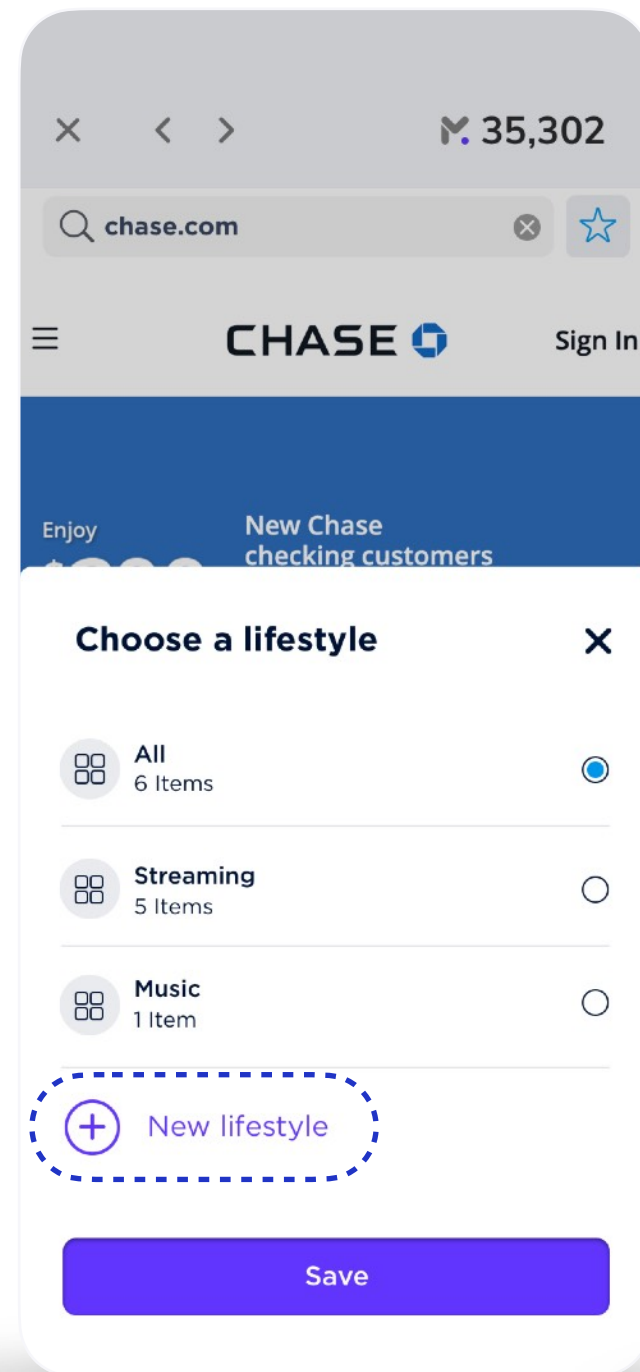 35,302
chase.com
CHASE
Sign In
Enjoy
New Chase
checking customers
Choose a lifestyle
All
6 Items
Streaming
5 Items
Music
1 Item
New lifestyle
Save